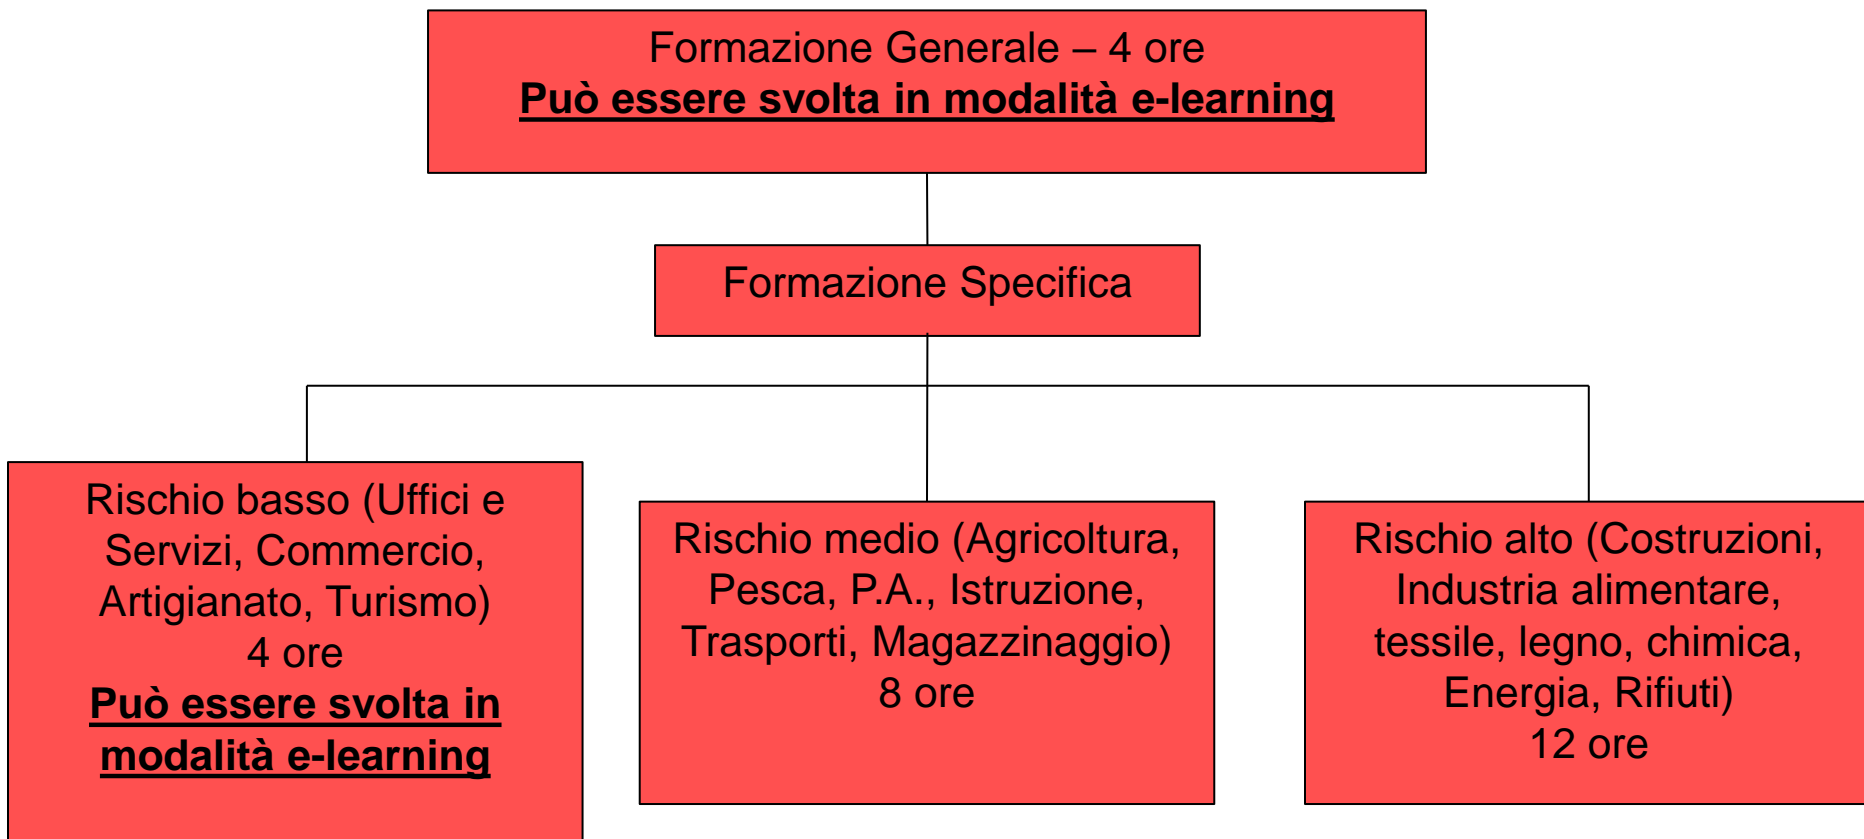 Formazione Generale – 4 ore
Può essere svolta in modalità e-learning
Formazione Specifica
Rischio basso (Uffici e
Servizi, Commercio,
Artigianato, Turismo)
4 ore
Può essere svolta in
modalità e-learning
Rischio medio (Agricoltura,
Pesca, P.A., Istruzione,
Trasporti, Magazzinaggio)
8 ore
Rischio alto (Costruzioni,
Industria alimentare,
tessile, legno, chimica,
Energia, Rifiuti)
12 ore